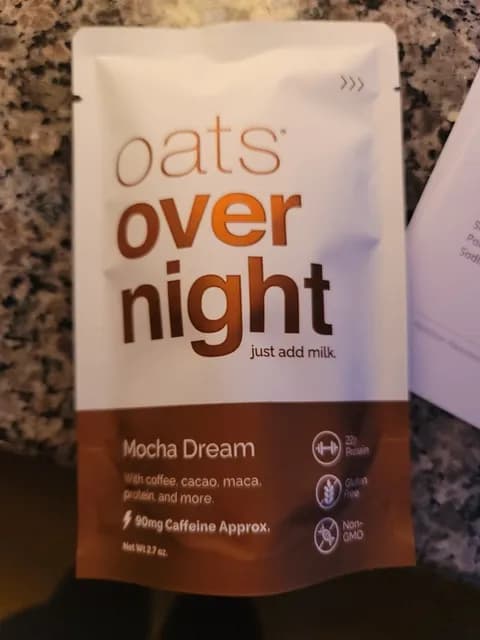 >>>
oats
over
night
just add milk.
Mocha Dream
With coffee, cacao, maca,
protein, and more.
90mg Caffeine Approx.
Net Wt 2.7 oz.
22g
Protein
Gluten
Free
Non-
GMO